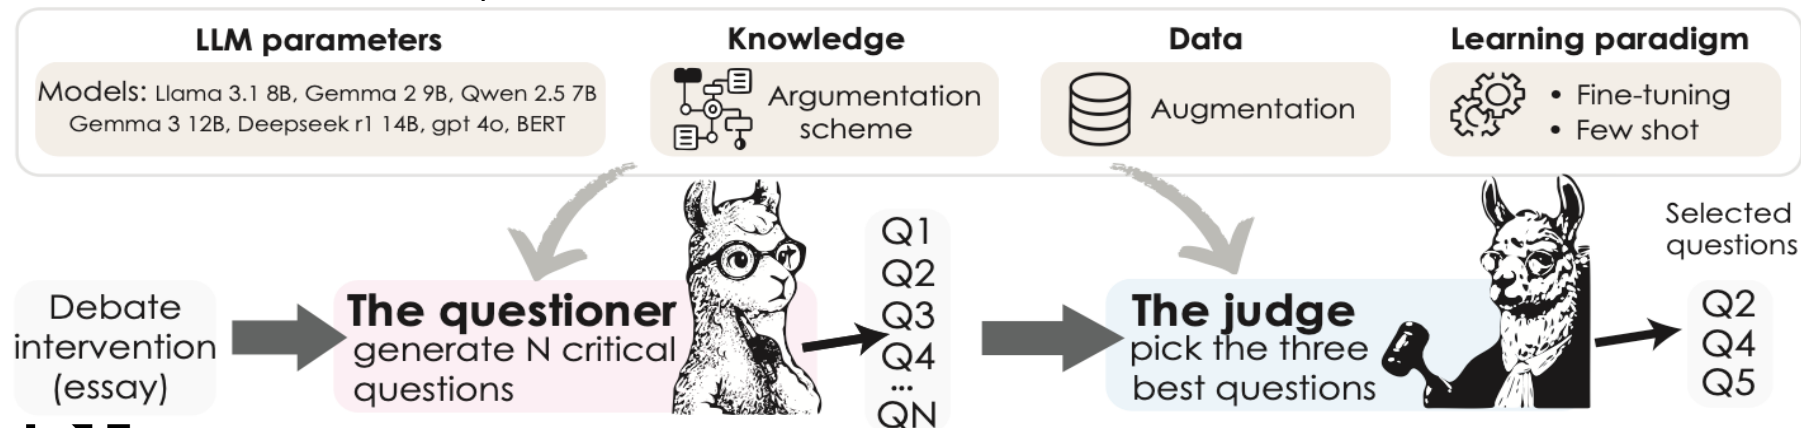 LLM parameters
Models: Llama 3.1 8B, Gemma 2 9B, Qwen 2.5 7B
Gemma 3 12B, Deepseek r1 14B, gpt 4o, BERT
Knowledge
Argumentation
scheme
Data
Augmentation
Learning paradigm
• Fine-tuning
• Few shot
Debate
intervention
(essay)
The questioner
generate N critical
questions
Q1
Q2
Q3
Q4
...
QN
The judge
pick the three
best questions
Selected
questions
Q2
Q4
Q5